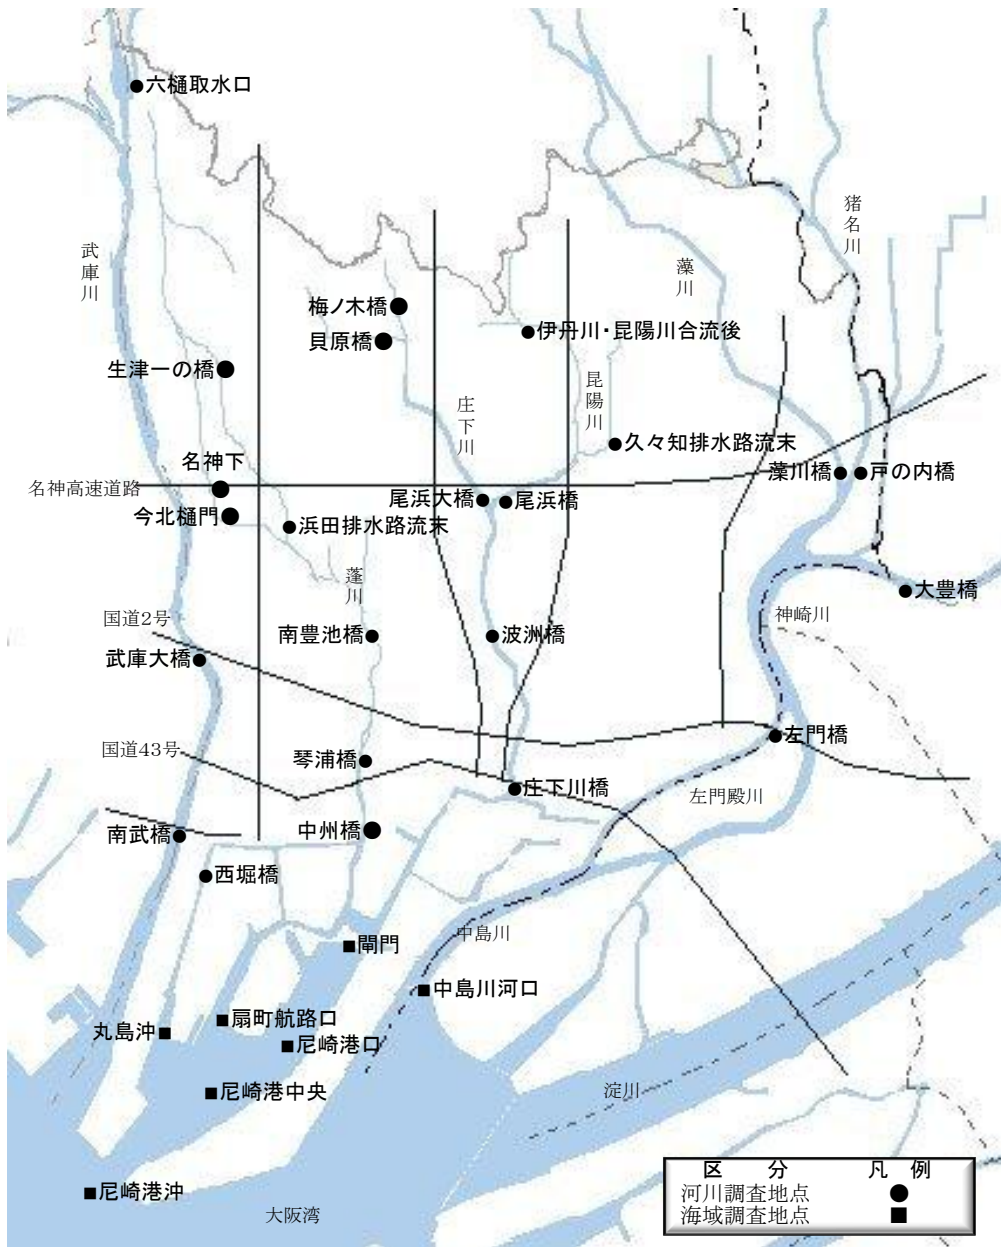 六樋取水口
猪名川
武庫川
藻川
梅ノ木橋
伊丹川・昆陽川合流後
貝原橋
生津一の橋
昆陽川
庄下川
久々知排水路流末
名神下
藻川橋
戸の内橋
名神高速道路
尾浜大橋
尾浜橋
今北樋門
浜田排水路流末
蓬川
大豊橋
国道2号
神崎川
南豊池橋
波洲橋
武庫大橋
左門橋
国道43号
琴浦橋
庄下川橋
左門殿川
南武橋
中州橋
西堀橋
中島川
閘門
中島川河口
扇町航路口
丸島沖
尼崎港口
尼崎港中央
淀川
尼崎港沖
大阪湾
区 分 凡 例
河川調査地点 ●
海域調査地点 ■